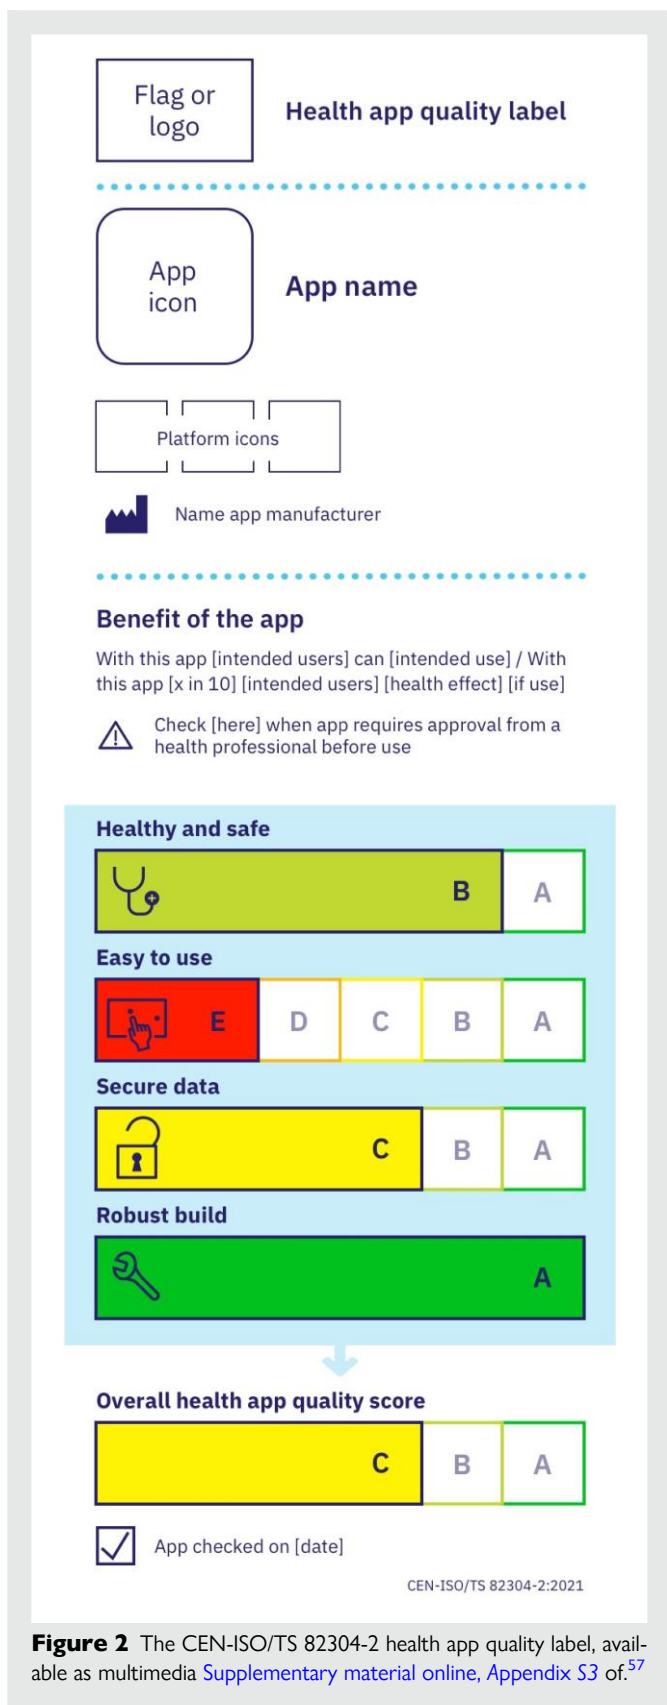 Flag or
logo
Health app quality label
App
icon
App name
Platform icons
Name app manufacturer
Benefit of the app
With this app [intended users] can [intended use] / With
this app [x in 10] [intended users] [health effect] [if use]
Check [here] when app requires approval from a
health professional before use
Healthy and safe
B A
Easy to use
E D C B A
Secure data
C B A
Robust build
A
Overall health app quality score
C B A
App checked on [date]
CEN-ISO/TS 82304-2:2021
Figure 2 The CEN-ISO/TS 82304-2 health app quality label, avail-
able as multimedia Supplementary material online, Appendix S3 of.57